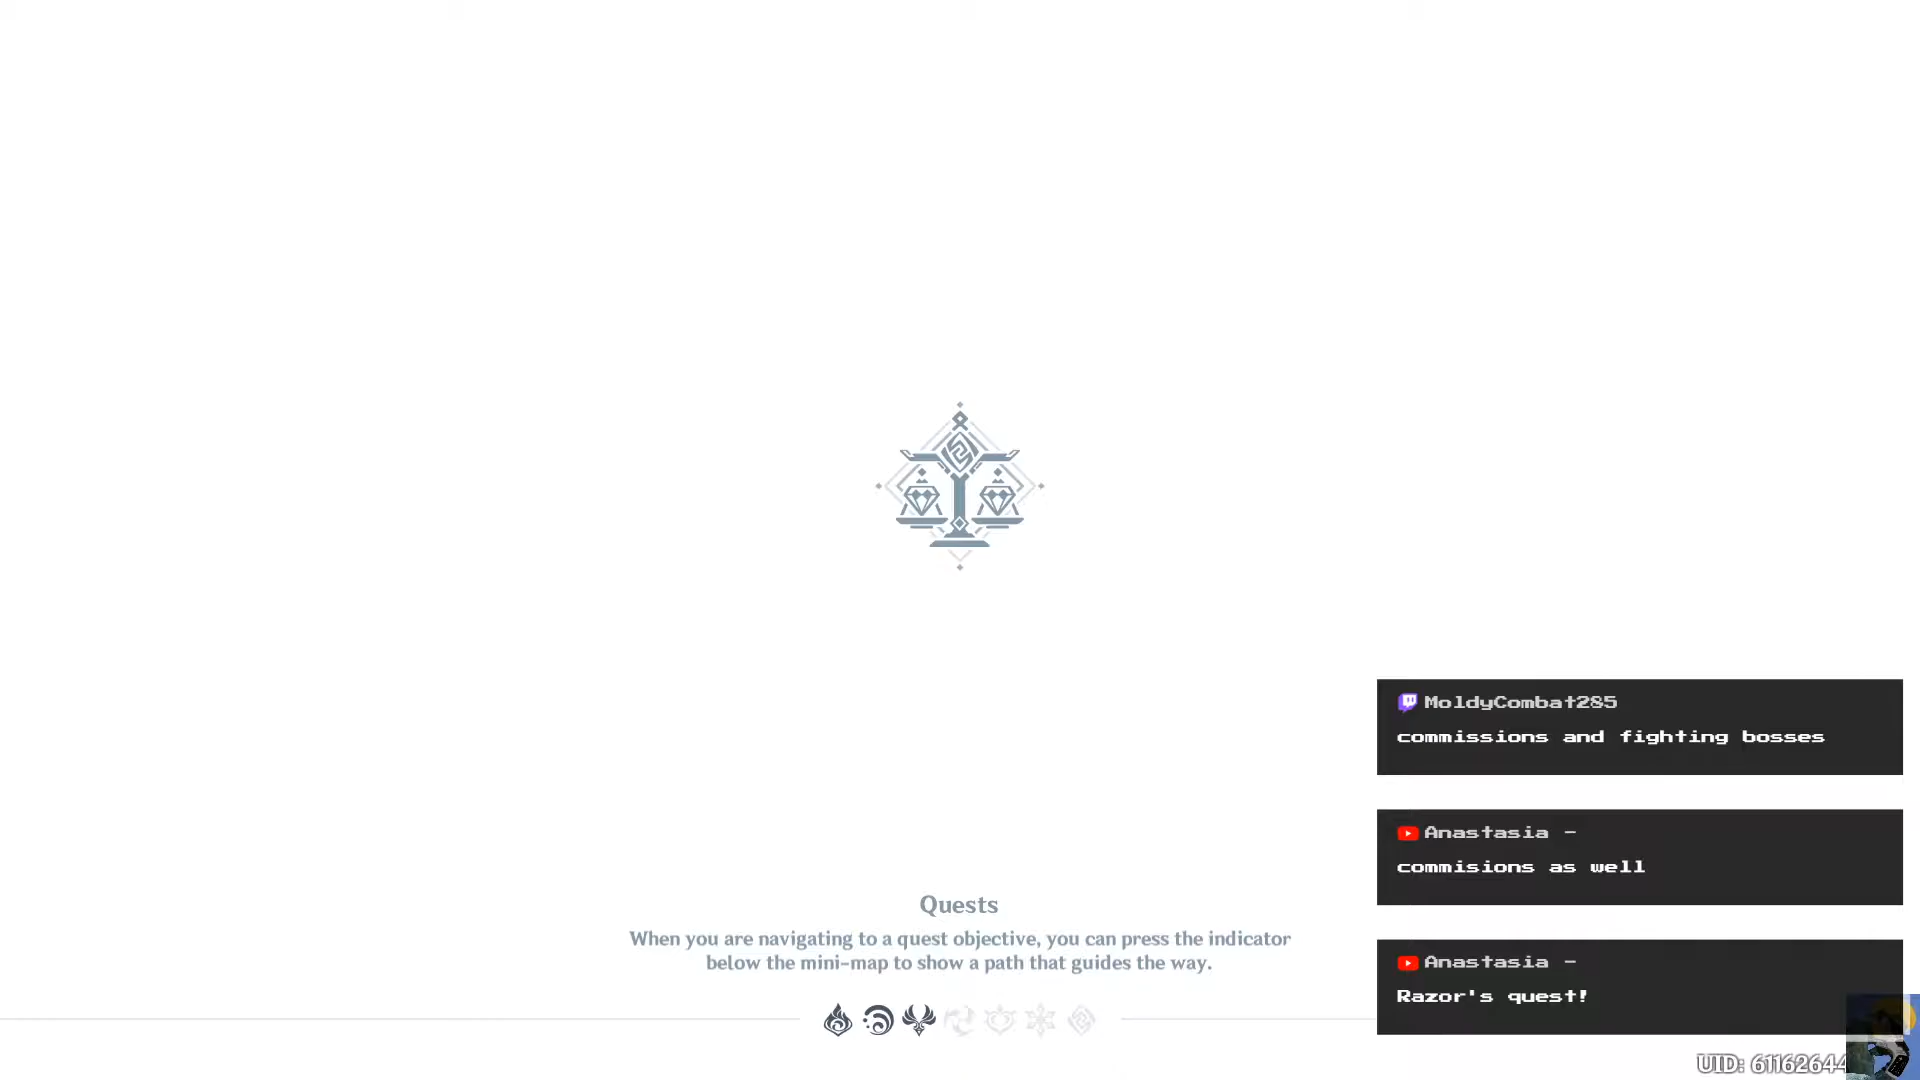 MoldyCombat285
commissions and fighting bosses
Anastasia -
commisions as well
Quests
When you are navigating to a quest objective, you can press the indicator
below the mini-map to show a path that guides the way.
Anastasia -
Razor's quest!
UID: 61162644